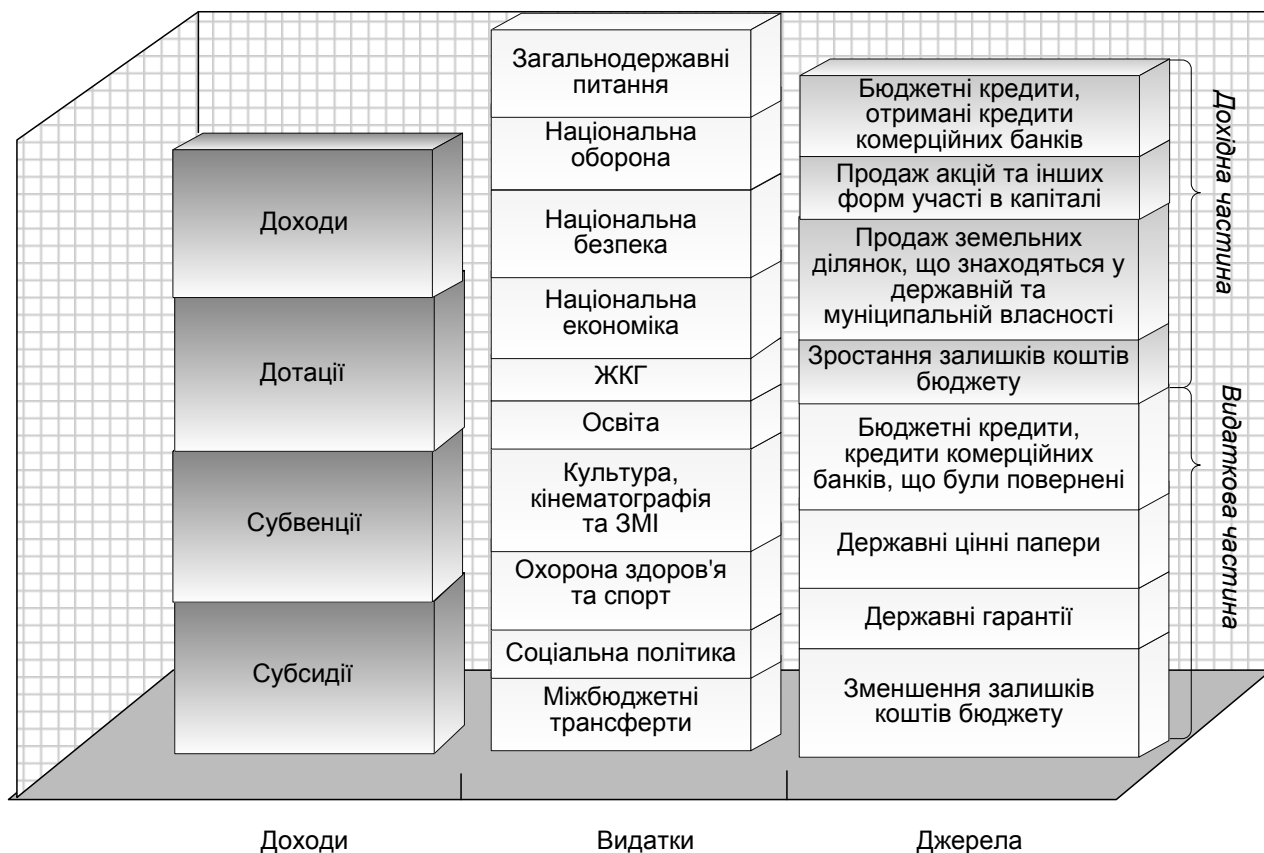 Доходи
Дотації
Субвенції
Субсидії
Загальнодержавні
питання
Національна
оборона
Національна
безпека
Національна
економіка
ЖКГ
Освіта
Культура,
кінематографія
та ЗМІ
Охорона здоров'я
та спорт
Соціальна політика
Міжбюджетні
трансферти
Бюджетні кредити,
отримані кредити
комерційних банків
Продаж акцій та інших
форм участі в капіталі
Продаж земельних
ділянок, що знаходяться у
державній та
муніципальній власності
Зростання залишків коштів
бюджету
Бюджетні кредити,
кредити комерційних
банків, що були повернені
Державні цінні папери
Державні гарантії
Зменшення залишків
коштів бюджету
Дохідна частина
Видаткова частина
Доходи
Видатки
Джерела